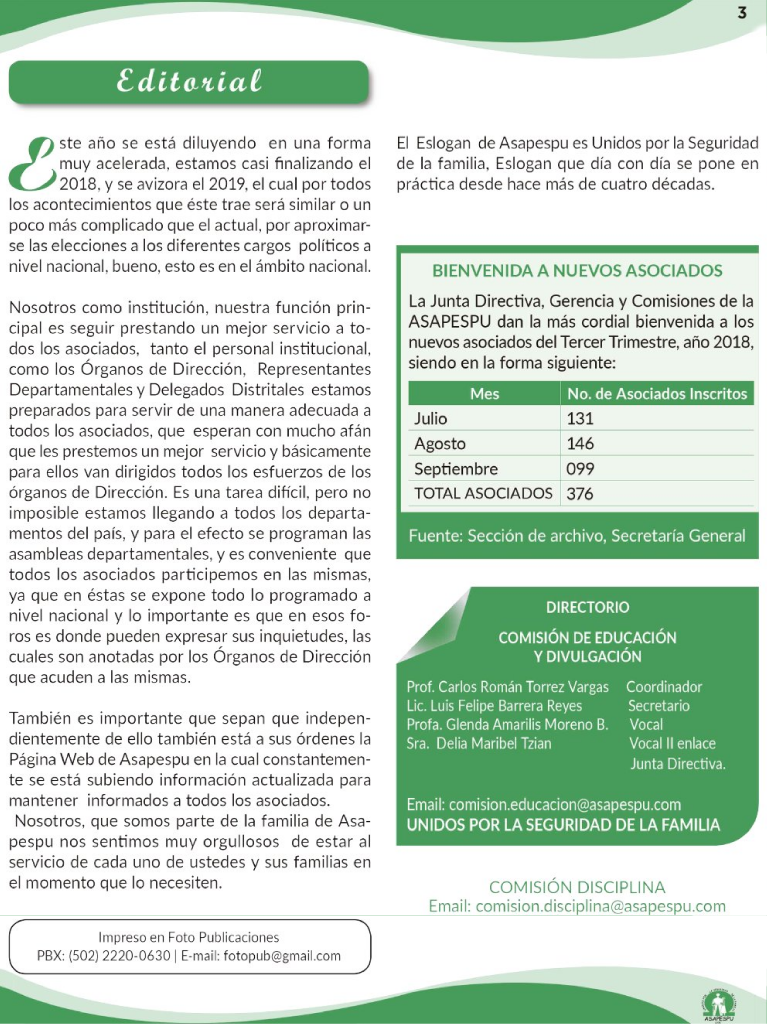 3
Editorial
Este año se está diluyendo en una forma
muy acelerada, estamos casi finalizando el
2018, y se avizora el 2019, el cual por todos
los acontecimientos que éste trae será similar o un
poco más complicado que el actual, por aproximar-
se las elecciones a los diferentes cargos políticos a
nivel nacional, bueno, esto es en el ámbito nacional.
Nosotros como institución, nuestra función prin-
cipal es seguir prestando un mejor servicio a to-
dos los asociados, tanto el personal institucional,
como los Órganos de Dirección, Representantes
Departamentales y Delegados Distritales estamos
preparados para servir de una manera adecuada a
todos los asociados, que esperan con mucho afán
que les prestemos un mejor servicio y básicamente
para ellos van dirigidos todos los esfuerzos de los
órganos de Dirección. Es una tarea difícil, pero no
imposible estamos llegando a todos los departa-
mentos del país, y para el efecto se programan las
asambleas departamentales, y es conveniente que
todos los asociados participemos en las mismas,
ya que en éstas se expone todo lo programado a
nivel nacional y lo importante es que en esos fo-
ros es donde pueden expresar sus inquietudes, las
cuales son anotadas por los Órganos de Dirección
que acuden a las mismas.
También es importante que sepan que indepen-
dientemente de ello también está a sus órdenes la
Página Web de Asapespu en la cual constantemen-
te se está subiendo información actualizada para
mantener informados a todos los asociados.
Nosotros, que somos parte de la familia de Asa-
pespu nos sentimos muy orgullosos de estar al
servicio de cada uno de ustedes y sus familias en
el momento que lo necesiten.
Impreso en Foto Publicaciones
PBX: (502) 2220-0630 | E-mail: fotopub@gmail.com
El Eslogan de Asapespu es Unidos por la Seguridad
de la familia, Eslogan que día con día se pone en
práctica desde hace más de cuatro décadas.
BIENVENIDA A NUEVOS ASOCIADOS
La Junta Directiva, Gerencia y Comisiones de la
ASAPESPU dan la más cordial bienvenida a los
nuevos asociados del Tercer Trimestre, año 2018,
siendo en la forma siguiente:
Mes No. de Asociados Inscritos
Julio 131
Agosto 146
Septiembre 099
TOTAL ASOCIADOS 376
Fuente: Sección de archivo, Secretaría General
DIRECTORIO
COMISIÓN DE EDUCACIÓN
Y DIVULGACIÓN
Prof. Carlos Román Torrez Vargas Coordinador
Lic. Luis Felipe Barrera Reyes Secretario
Profa. Glenda Amarilis Moreno B. Vocal
Sra. Delia Maribel Tzian Vocal II enlace
Junta Directiva.
Email: comision.educacion@asapespu.com
UNIDOS POR LA SEGURIDAD DE LA FAMILIA
COMISIÓN DISCIPLINA
Email: comision.disciplina@asapespu.com
ASAPESPU